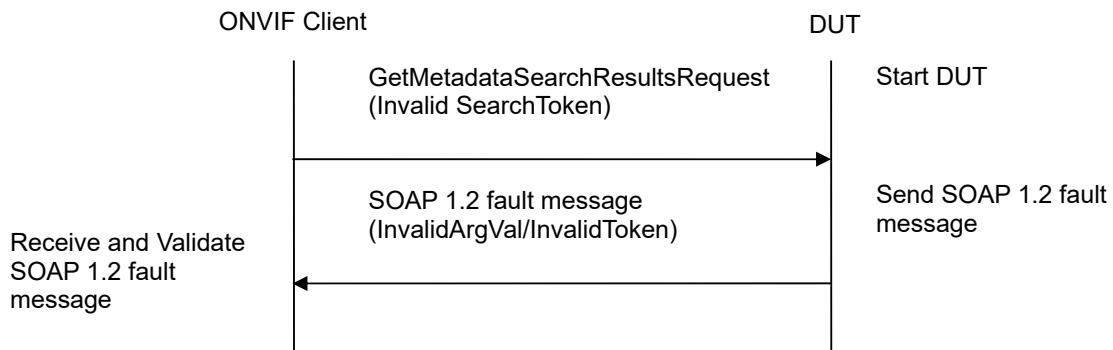 ONVIF Client
DUT
GetMetadataSearchResultsRequest
(Invalid SearchToken)
Start DUT
SOAP 1.2 fault message
(InvalidArgVal/InvalidToken)
Send SOAP 1.2 fault
message
Receive and Validate
SOAP 1.2 fault
message